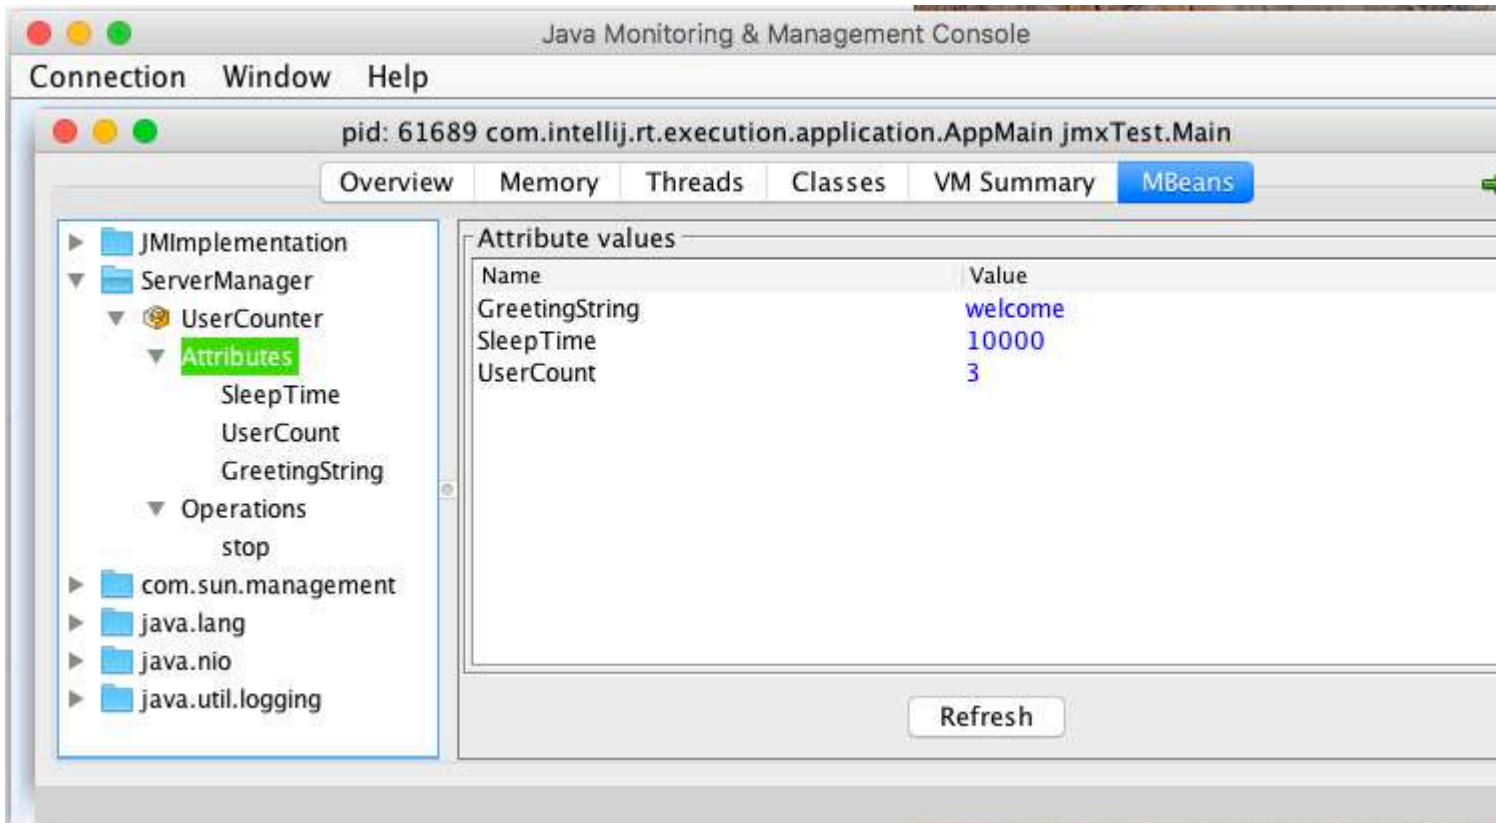 Java Monitoring & Management Console
Connection Window Help
pid: 61689 com.intellij.rt.execution.application.AppMain jmxTest.Main
Overview Memory Threads Classes VM Summary MBeans
JMImplementation
ServerManager
UserCounter
Attributes
SleepTime
UserCount
GreetingString
Operations
stop
com.sun.management
java.lang
java.nio
java.util.logging
Attribute values
Name Value
GreetingString welcome
SleepTime 10000
UserCount 3
Refresh